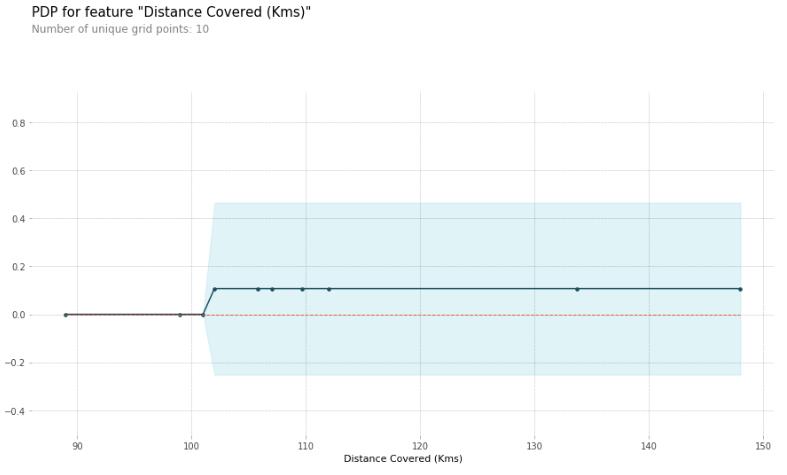 PDP for feature "Distance Covered (Kms)"
Number of unique grid points: 10
0.8
0.6
0.4
0.2
0.0
−0.2
−0.4
90 100 110 120 130 140 150
Distance Covered (Kms)